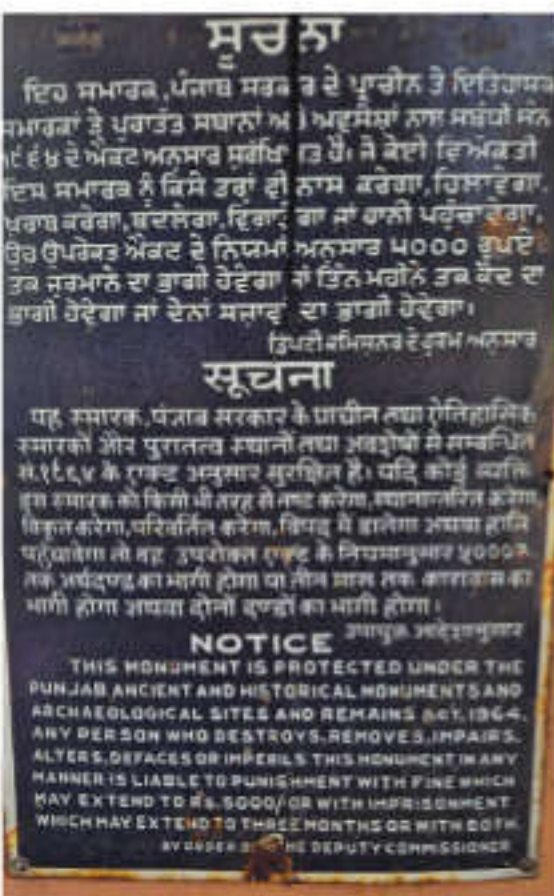 ਸੂਚਨਾ
ਇਹ ਸਮਾਰਕ, ਪੰਜਾਬ ਸਰਕਾਰ ਦੇ ਪ੍ਰਾਚੀਨ ਤੇ ਇਤਿਹਾਸਕ
ਸਮਾਰਕਾਂ ਤੇ ਪੁਰਾਤੱਤ ਸਥਾਨਾਂ ਅ ਅਵਸ਼ੇਸ਼ਾਂ ਨਾਲ ਸਬੰਧੀ ਸੰਨ
੧੯੬੪ ਦੇ ਐਕਟ ਅਨੁਸਾਰ ਸੁਰੱਖਿਅਤ ਹੈ। ਜੇ ਕੋਈ ਵਿਅਕਤੀ
ਇਸ ਸਮਾਰਕ ਨੂੰ ਕਿਸੇ ਤਰ੍ਹਾਂ ਵੀ ਨਾਸ ਕਰੇਗਾ, ਹਿਲਾਵੇਗਾ,
ਖਰਾਬ ਕਰੇਗਾ, ਬਦਲੇਗਾ, ਵਿਗਾੜੇਗਾ ਜਾਂ ਹਾਨੀ ਪਹੁੰਚਾਵੇਗਾ,
ਉਹ ਉਪਰੋਕਤ ਐਕਟ ਦੇ ਨਿਯਮਾਂ ਅਨੁਸਾਰ ੫000 ਰੁਪਏ
ਤਕ ਜੁਰਮਾਨੇ ਦਾ ਭਾਗੀ ਹੋਵੇਗਾ ਜਾਂ ਤਿੰਨ ਮਹੀਨੇ ਤਕ ਕੈਦ ਦਾ
ਭਾਗੀ ਹੋਵੇਗਾ ਜਾਂ ਦੋਨਾਂ ਸਜ਼ਾਵਾਂ ਦਾ ਭਾਗੀ ਹੋਵੇਗਾ।
ਡਿਪਟੀ ਕਮਿਸ਼ਨਰ ਦੇ ਹੁਕਮ ਅਨੁਸਾਰ
सूचना
यह स्मारक, पंजाब सरकार के प्राचीन तथा ऐतिहासिक
स्मारकों और पुरातत्व स्थानों तथा अवशेषों से सम्बन्धित
सं.१९६४ के एक्ट अनुसार सुरक्षित है। यदि कोई व्यक्ति
इस स्मारक को किसी भी तरह से नष्ट करेगा, स्थानान्तरित करेगा
विकृत करेगा, परिवर्तित करेगा, विपद् में डालेगा अथवा हानि
पहुंचायेगा तो वह उपरोक्त एक्ट के नियमानुसार ५०००रु.
तक अर्थदण्ड का भागी होगा या तीन मास तक कारावास का
भागी होगा अथवा दोनों दण्डों का भागी होगा।
उपायुक्त आदेशानुसार
NOTICE
THIS MONUMENT IS PROTECTED UNDER THE
PUNJAB ANCIENT AND HISTORICAL MONUMENTS AND
ARCHAEOLOGICAL SITES AND REMAINS ACT, 1964.
ANY PERSON WHO DESTROYS, REMOVES, IMPAIRS,
ALTERS, DEFACES OR IMPERILS THIS MONUMENT IN ANY
MANNER IS LIABLE TO PUNISHMENT WITH FINE WHICH
MAY EXTEND TO Rs. 5000/ OR WITH IMPRISONMENT
WHICH MAY EXTEND TO THREE MONTHS OR WITH BOTH.
BY ORDER THE DEPUTY COMMISSIONER